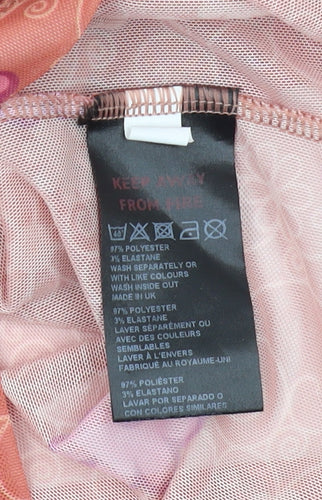 KEEP AWAY
FROM FIRE
40
97% POLYESTER
3% ELASTANE
WASH SEPARATELY OR
WITH LIKE COLOURS
WASH INSIDE OUT
MADE IN UK
97% POLYESTER
3% ELASTANE
LAVER SÉPARÉMENT OU
AVEC DES COULEURS
SEMBLABLES
LAVER À L'ENVERS
FABRIQUÉ AU ROYAUME-UNI
97% POLIÉSTER
3% ELASTANO
LAVAR POR SEPARADO O
CON COLORES SIMILARES